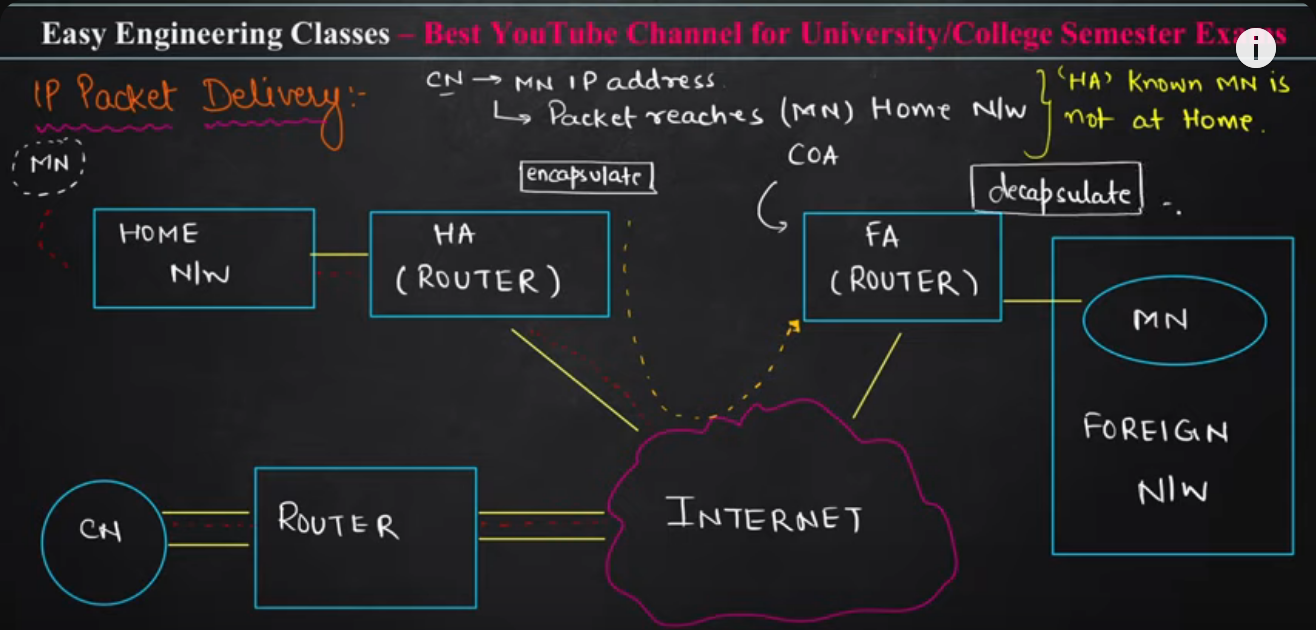 Easy Engineering Classes – Best YouTube Channel for University/College Semester Exams
i
IP Packet Delivery:-
CN → MN IP address.
↳ Packet reaches (MN) Home N/W
'HA' Known MN is
not at Home.
MN
encapsulate
COA
decapsulate
HOME
N/W
HA
(ROUTER)
FA
(ROUTER)
MN
FOREIGN
N/W
CN
ROUTER
INTERNET